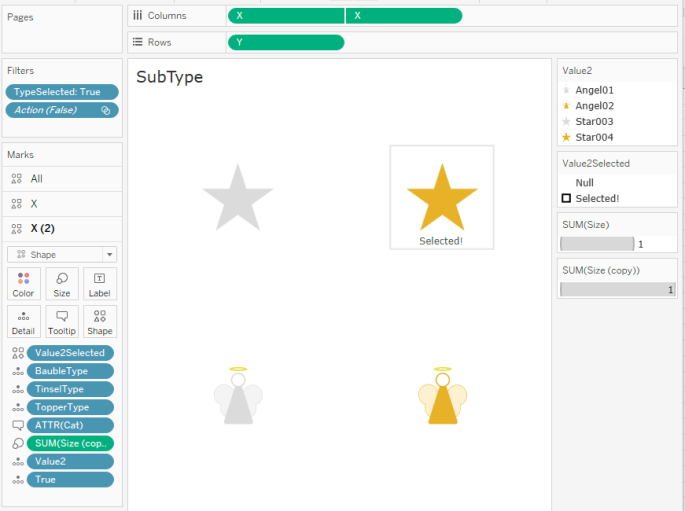 Pages
Columns
X
X
Rows
Y
Filters
TypeSelected: True
Action (False)
Marks
All
X
X (2)
Shape
Color
Size
Label
Detail
Tooltip
Shape
Value2Selected
BaubleType
TinselType
TopperType
ATTR(Cat)
SUM(Size (cop..
Value2
True
SubType
Selected!
Value2
Angel01
Angel02
Star003
Star004
Value2Selected
Null
Selected!
SUM(Size)
1
SUM(Size (copy))
1